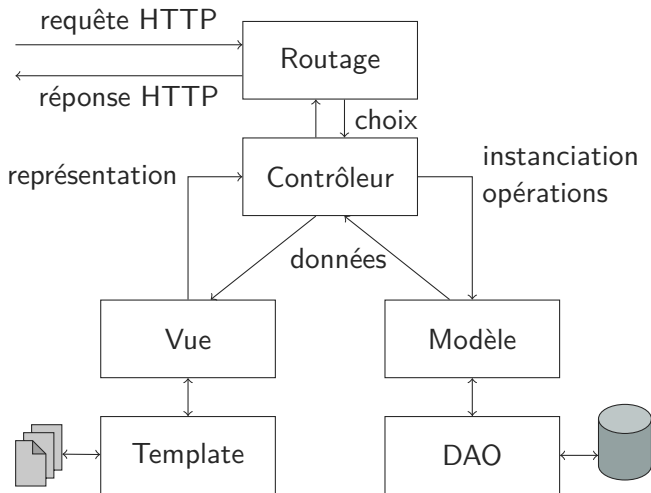 requête HTTP
réponse HTTP
Routage
choix
représentation
Contrôleur
instanciation
opérations
données
Vue
Modèle
Template
DAO